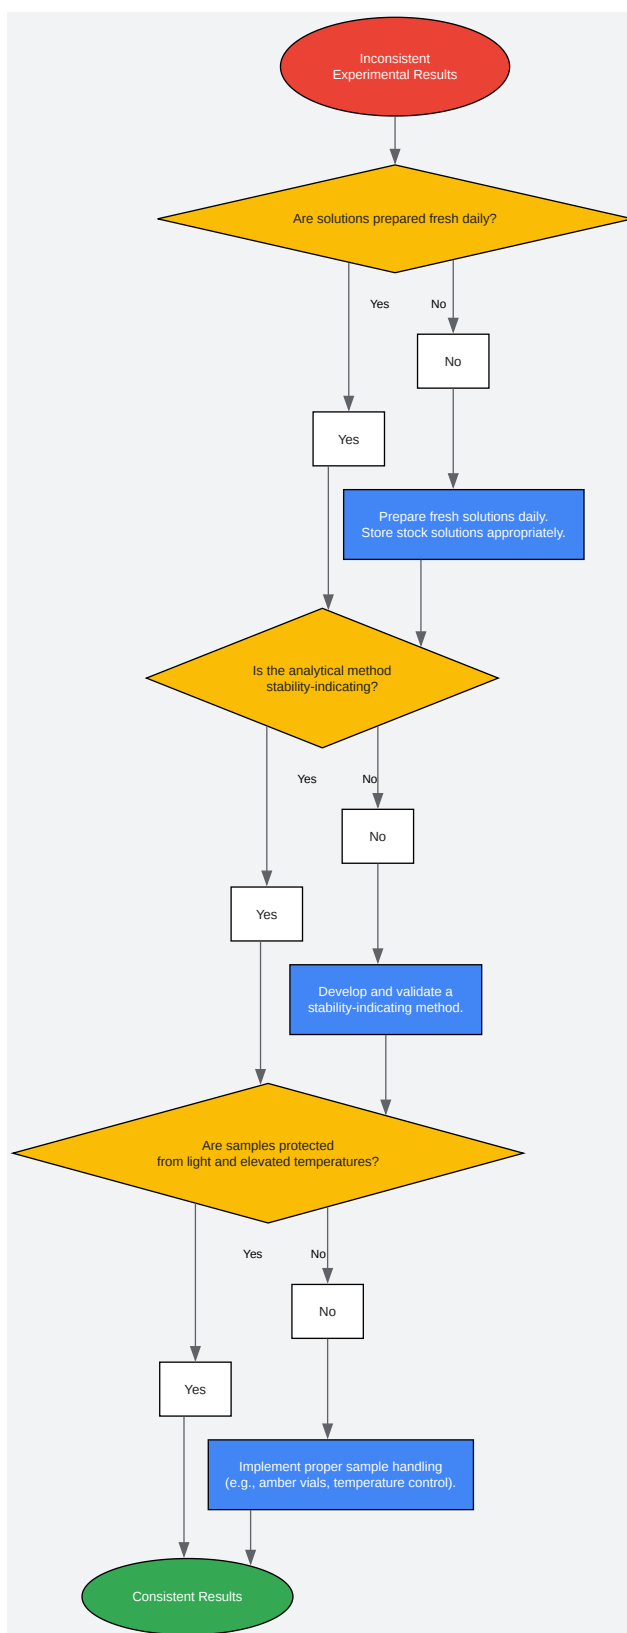 Inconsistent
Experimental Results
Are solutions prepared fresh daily?
Yes
No
No
Yes
Prepare fresh solutions daily.
Store stock solutions appropriately.
Is the analytical method
stability-indicating?
Yes
No
No
Yes
Develop and validate a
stability-indicating method.
Are samples protected
from light and elevated temperatures?
Yes
No
No
Yes
Implement proper sample handling
(e.g., amber vials, temperature control).
Consistent Results